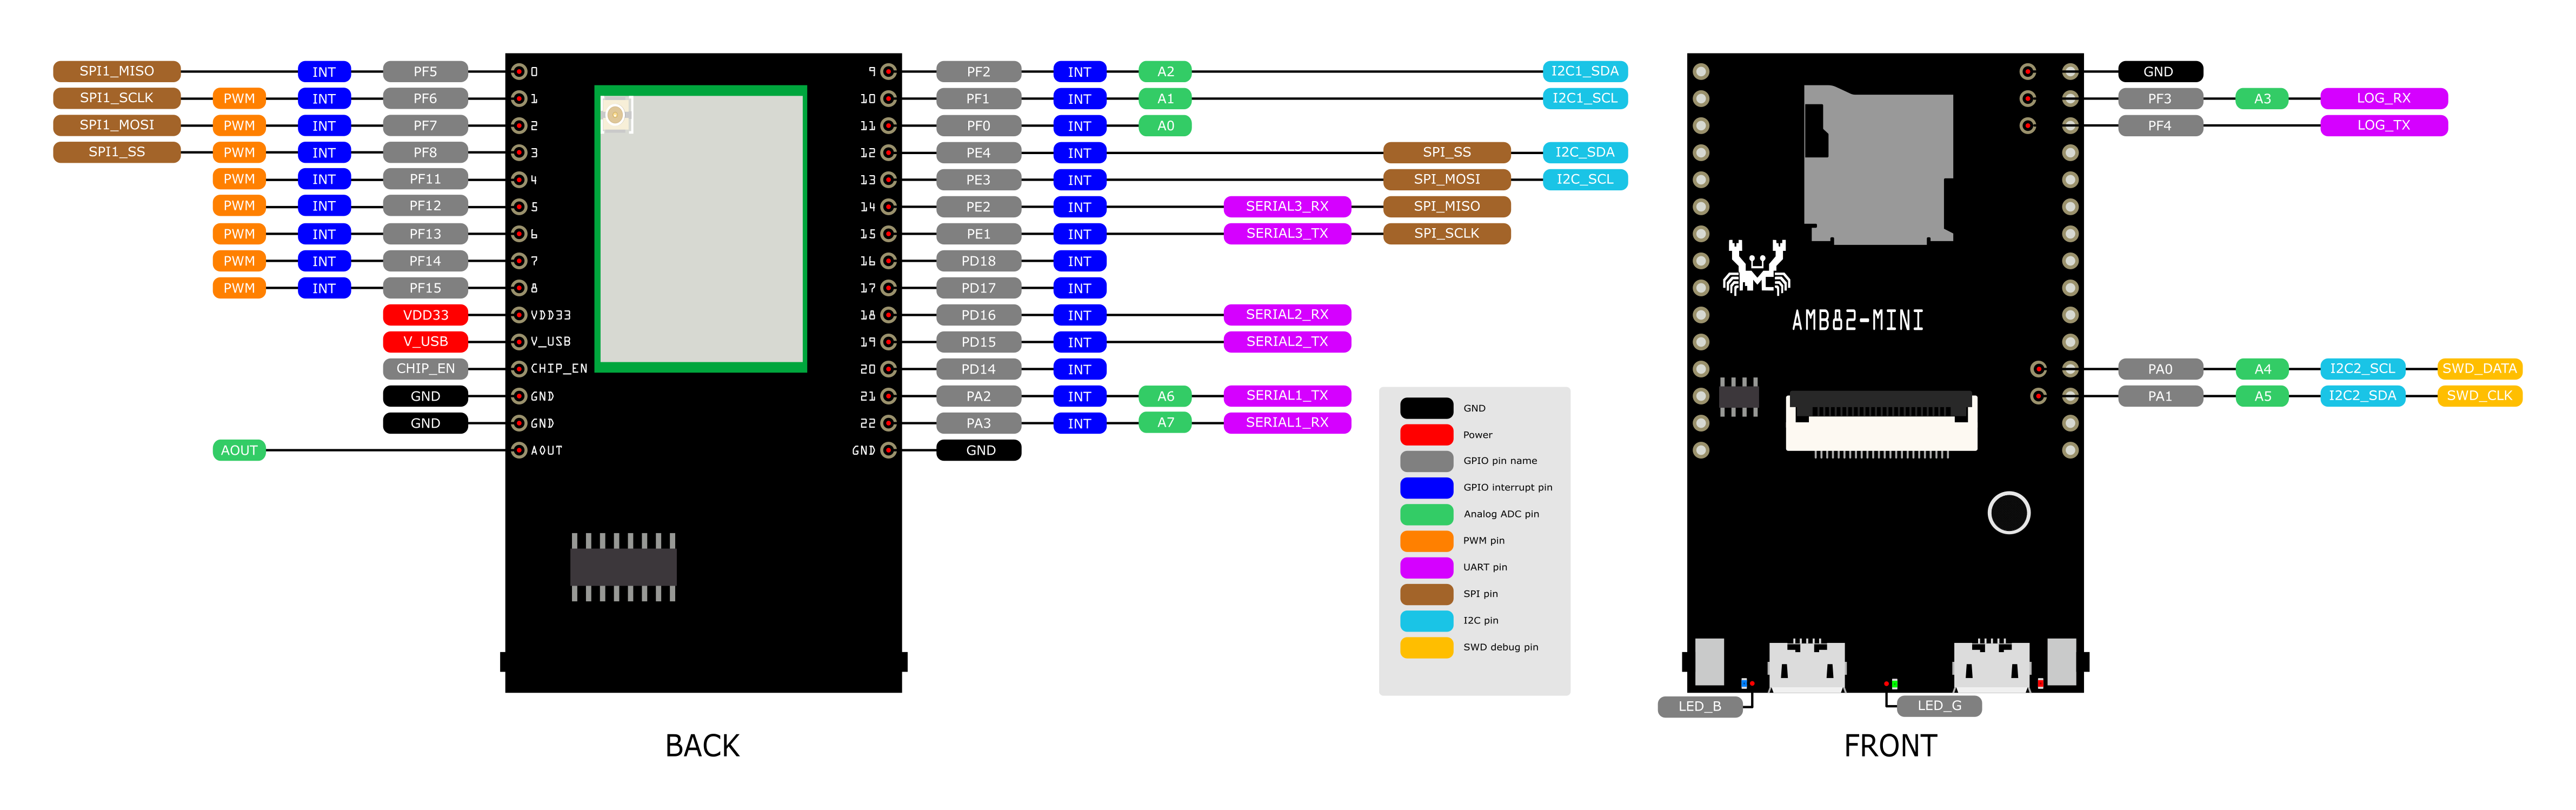 SPI1_MISO INT PF5 0 9 PF2 INT A2 I2C1_SDA GND
SPI1_SCLK PWM INT PF6 1 10 PF1 INT A1 I2C1_SCL PF3 A3 LOG_RX
SPI1_MOSI PWM INT PF7 2 11 PF0 INT A0 PF4 LOG_TX
SPI1_SS PWM INT PF8 3 12 PE4 INT SPI_SS I2C_SDA
PWM INT PF11 4 13 PE3 INT SPI_MOSI I2C_SCL
PWM INT PF12 5 14 PE2 INT SERIAL3_RX SPI_MISO
PWM INT PF13 6 15 PE1 INT SERIAL3_TX SPI_SCLK
PWM INT PF14 7 16 PD18 INT
PWM INT PF15 8 17 PD17 INT
VDD33 VDD33 18 PD16 INT SERIAL2_RX
AMB82-MINI
V_USB V_USB 19 PD15 INT SERIAL2_TX
CHIP_EN CHIP_EN 20 PD14 INT PA0 A4 I2C2_SCL SWD_DATA
GND GND 21 PA2 INT A6 SERIAL1_TX PA1 A5 I2C2_SDA SWD_CLK
GND GND 22 PA3 INT A7 SERIAL1_RX
AOUT AOUT GND GND
GND
Power
GPIO pin name
GPIO interrupt pin
Analog ADC pin
PWM pin
UART pin
SPI pin
I2C pin
SWD debug pin
LED_B LED_G
BACK FRONT